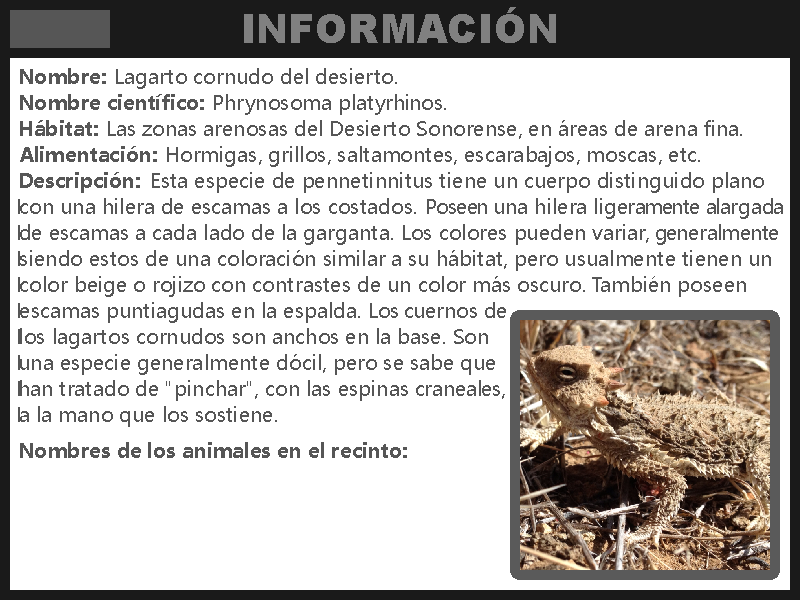 INFORMACIÓN
Nombre: Lagarto cornudo del desierto.
Nombre científico: Phrynosoma platyrhinos.
Hábitat: Las zonas arenosas del Desierto Sonorense, en áreas de arena fina.
Alimentación: Hormigas, grillos, saltamontes, escarabajos, moscas, etc.
Descripción: Esta especie de pennetinnitus tiene un cuerpo distinguido plano
con una hilera de escamas a los costados. Poseen una hilera ligeramente alargada
de escamas a cada lado de la garganta. Los colores pueden variar, generalmente
siendo estos de una coloración similar a su hábitat, pero usualmente tienen un
color beige o rojizo con contrastes de un color más oscuro. También poseen
escamas puntiagudas en la espalda. Los cuernos de
los lagartos cornudos son anchos en la base. Son
una especie generalmente dócil, pero se sabe que
han tratado de "pinchar", con las espinas craneales,
a la mano que los sostiene.
Nombres de los animales en el recinto: